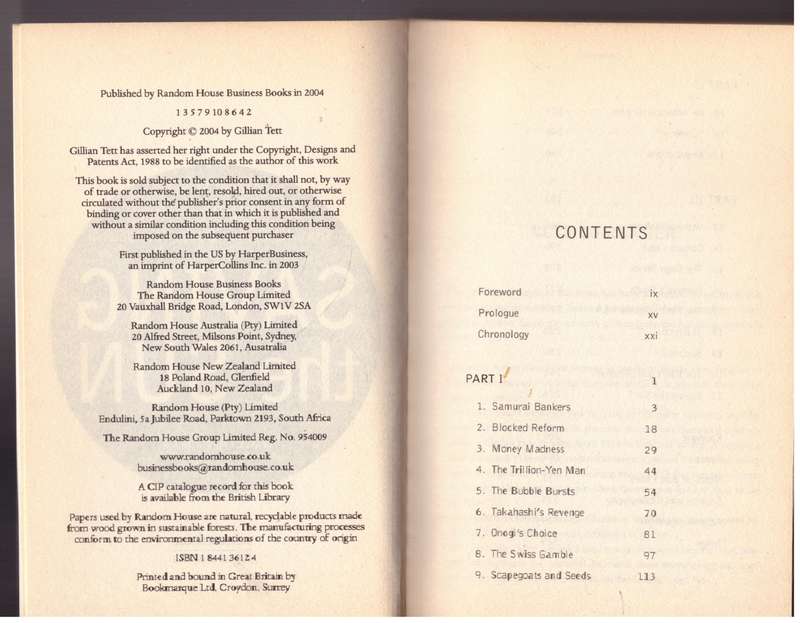 Published by Random House Business Books in 2004
1 3 5 7 9 10 8 6 4 2
Copyright © 2004 by Gillian Tett
Gillian Tett has asserted her right under the Copyright, Designs and
Patents Act, 1988 to be identified as the author of this work
This book is sold subject to the condition that it shall not, by way
of trade or otherwise, be lent, resold, hired out, or otherwise
circulated without the publisher's prior consent in any form of
binding or cover other than that in which it is published and
without a similar condition including this condition being
imposed on the subsequent purchaser
First published in the US by HarperBusiness,
an imprint of HarperCollins Inc. in 2003
Random House Business Books
The Random House Group Limited
20 Vauxhall Bridge Road, London, SW1V 2SA
Random House Australia (Pty) Limited
20 Alfred Street, Milsons Point, Sydney,
New South Wales 2061, Ausatralia
Random House New Zealand Limited
18 Poland Road, Glenfield
Auckland 10, New Zealand
Random House (Pty) Limited
Endulini, 5a Jubilee Road, Parktown 2193, South Africa
The Random House Group Limited Reg. No. 954009
www.randomhouse.co.uk
businessbooks@randomhouse.co.uk
A CIP catalogue record for this book
is available from the British Library
Papers used by Random House are natural, recyclable products made
from wood grown in sustainable forests. The manufacturing processes
conform to the environmental regulations of the country of origin
ISBN 1 8441 3612 4
Printed and bound in Great Britain by
Bookmarque Ltd, Croydon, Surrey
CONTENTS
Foreword ix
Prologue xv
Chronology xxi
PART I 1
1. Samurai Bankers 3
2. Blocked Reform 18
3. Money Madness 29
4. The Trillion-Yen Man 44
5. The Bubble Bursts 54
6. Takahashi's Revenge 70
7. Onogi's Choice 81
8. The Swiss Gamble 97
9. Scapegoats and Seeds 113